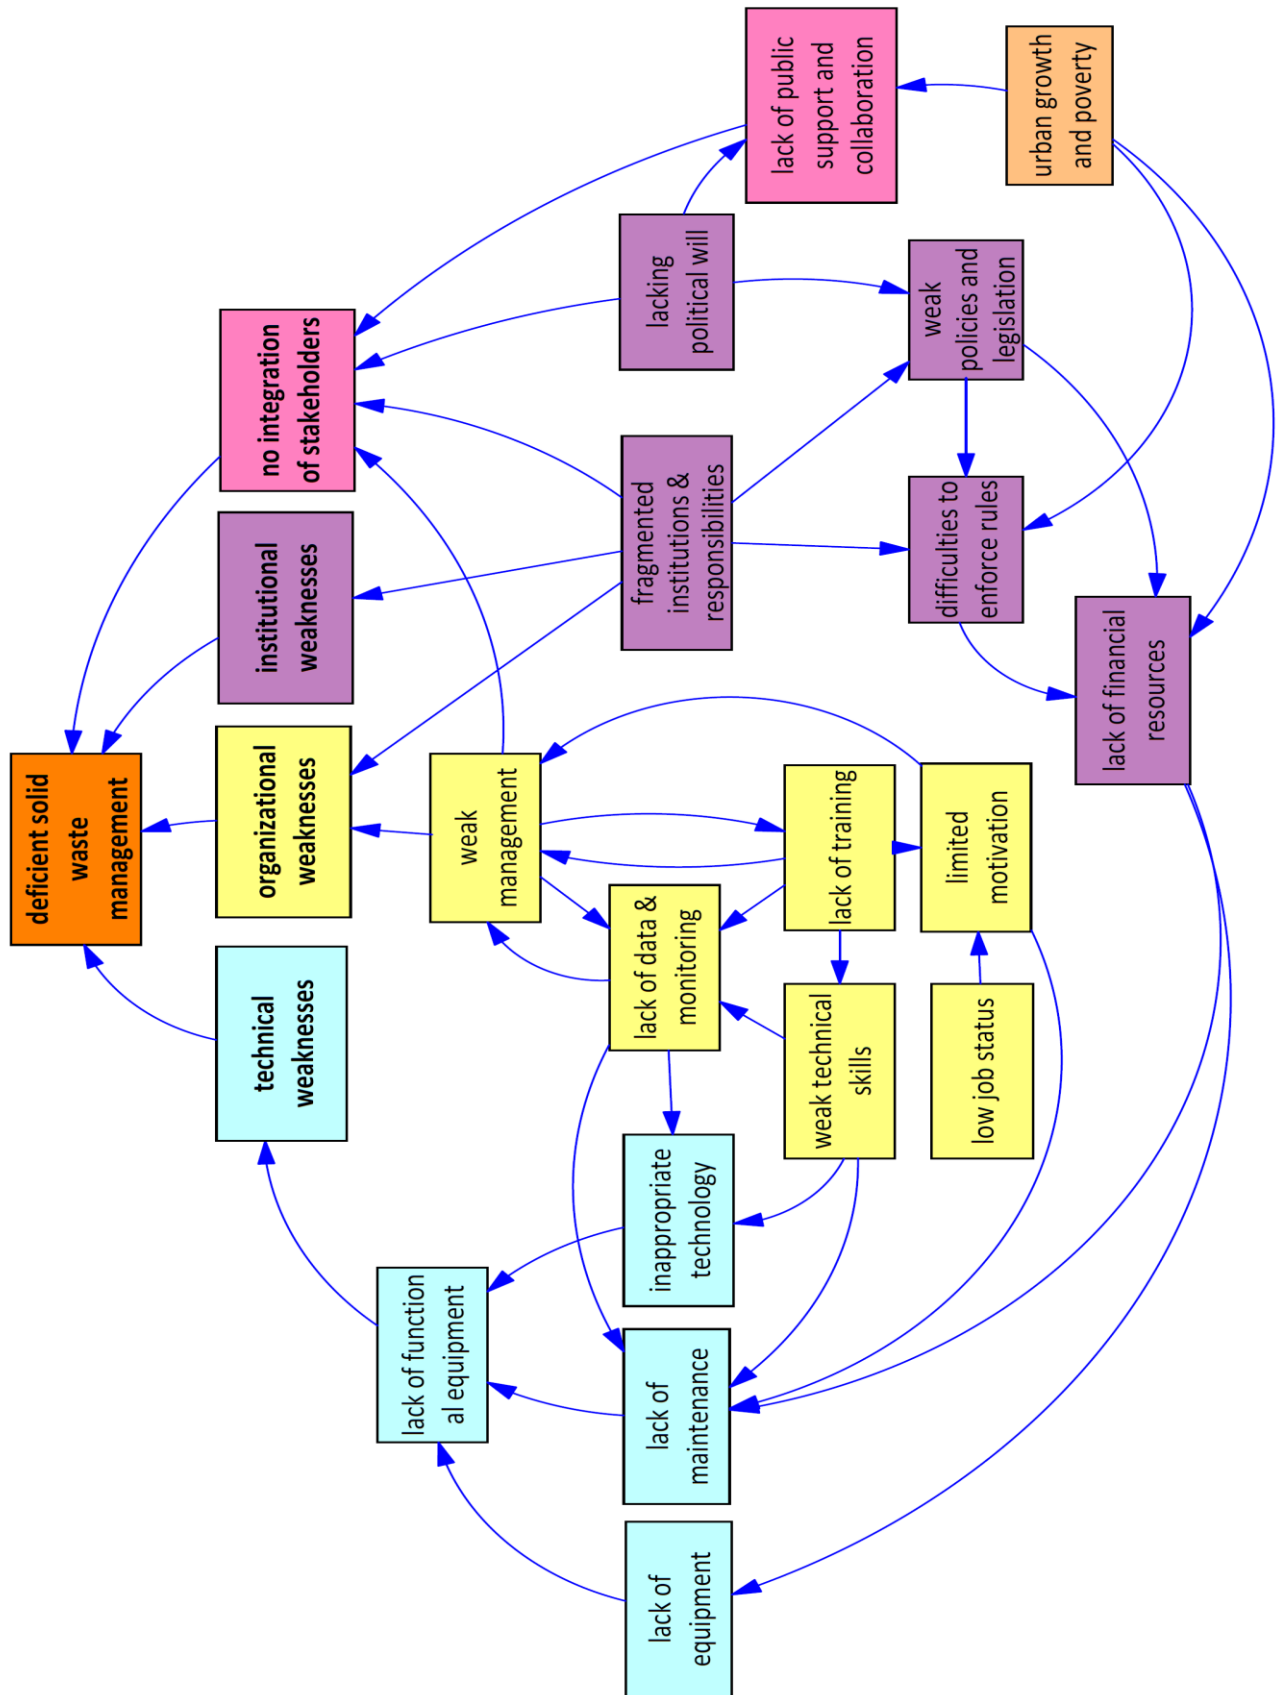 deficient solid
waste
management
technical
weaknesses
organizational
weaknesses
institutional
weaknesses
no integration
of stakeholders
lack of function
al equipment
weak
management
lack of
equipment
lack of
maintenance
inappropriate
technology
lack of data &
monitoring
fragmented
institutions &
responsibilities
lacking
political will
lack of public
support and
collaboration
weak technical
skills
lack of training
low job status
limited
motivation
difficulties to
enforce rules
weak
policies and
legislation
urban growth
and poverty
lack of financial
resources